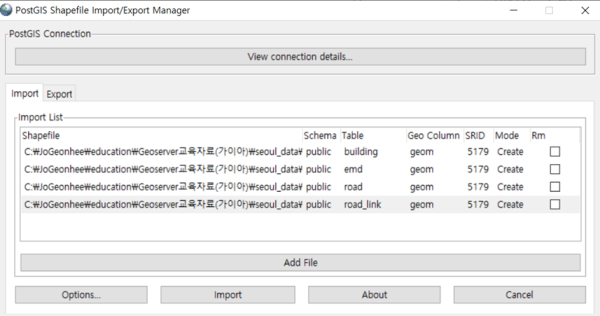 PostGIS Shapefile Import/Export Manager
PostGIS Connection
View connection details...
Import Export
Import List
Shapefile Schema Table Geo Column SRID Mode Rm
C:₩JoGeonhee₩education₩Geoserver교육자료(가이아)₩seoul_data₩ public building geom 5179 Create
C:₩JoGeonhee₩education₩Geoserver교육자료(가이아)₩seoul_data₩ public emd geom 5179 Create
C:₩JoGeonhee₩education₩Geoserver교육자료(가이아)₩seoul_data₩ public road geom 5179 Create
C:₩JoGeonhee₩education₩Geoserver교육자료(가이아)₩seoul_data₩ public road_link geom 5179 Create
Add File
Options... Import About Cancel